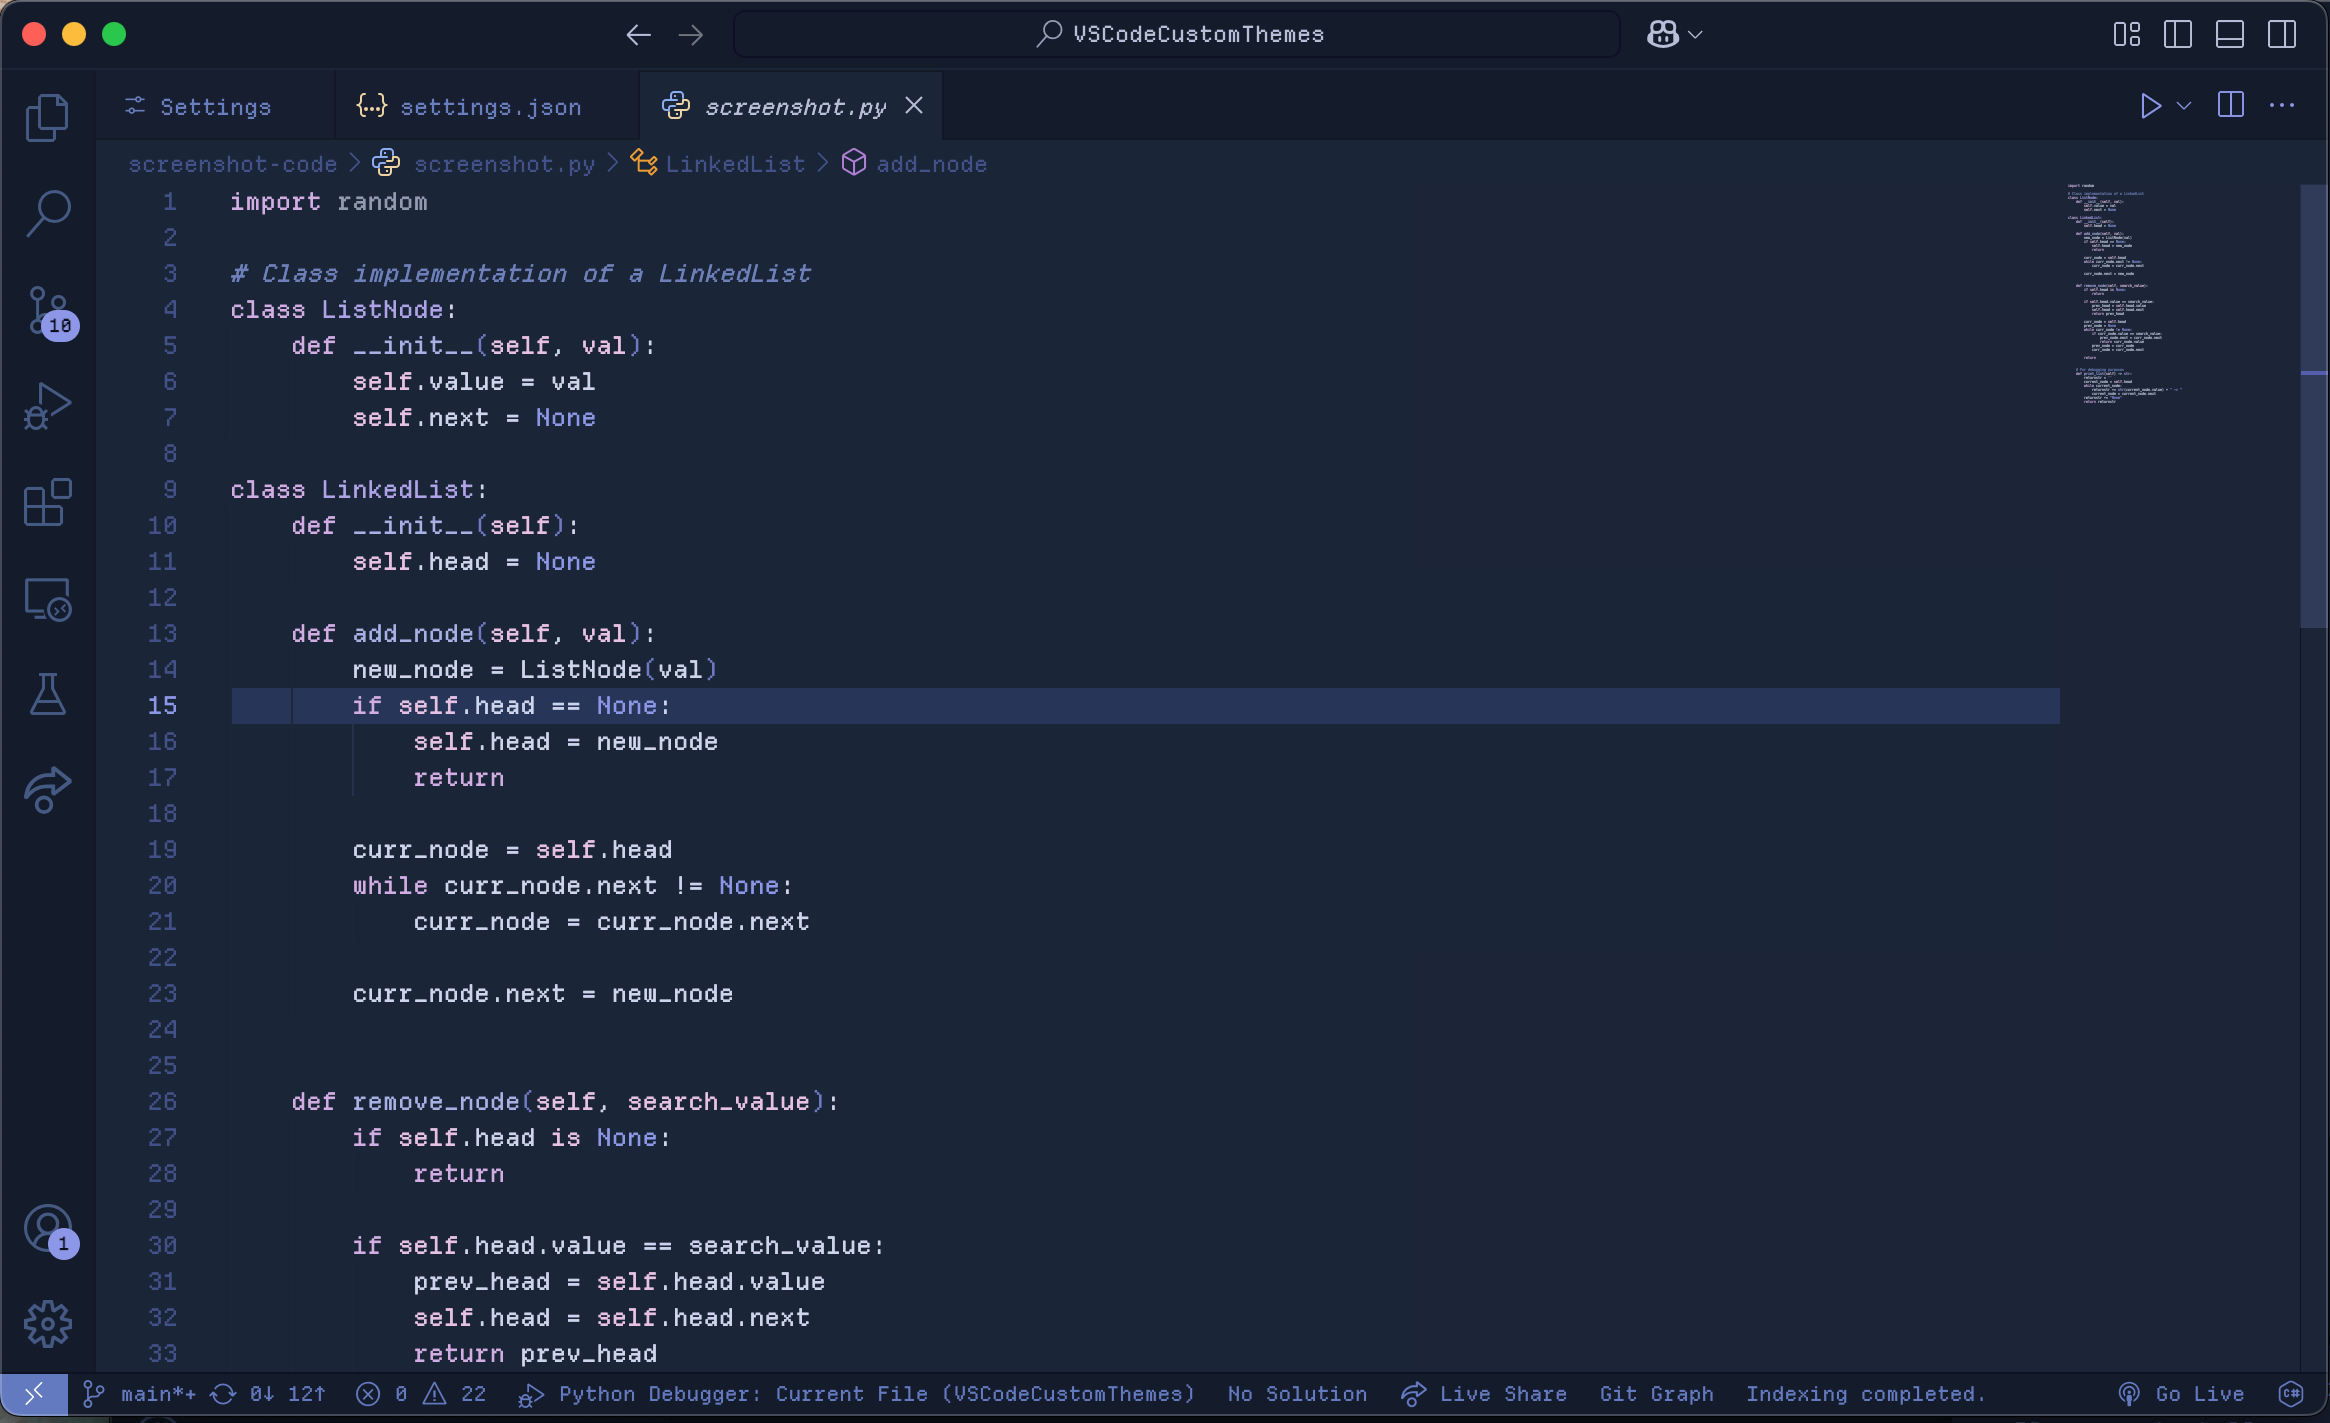 VSCodeCustomThemes
Settings
{...} settings.json
screenshot.py
screenshot-code > screenshot.py > LinkedList > add_node
1 import random
2
3 # Class implementation of a LinkedList
4 class ListNode:
5     def __init__(self, val):
6         self.value = val
7         self.next = None
8
9 class LinkedList:
10     def __init__(self):
11         self.head = None
12
13     def add_node(self, val):
14         new_node = ListNode(val)
15         if self.head == None:
16             self.head = new_node
17             return
18
19         curr_node = self.head
20         while curr_node.next != None:
21             curr_node = curr_node.next
22
23         curr_node.next = new_node
24
25
26     def remove_node(self, search_value):
27         if self.head is None:
28             return
29
30         if self.head.value == search_value:
31             prev_head = self.head.value
32             self.head = self.head.next
33             return prev_head
10
1
main*+ 0↓ 12↑ 0 22 Python Debugger: Current File (VSCodeCustomThemes) No Solution Live Share Git Graph Indexing completed. Go Live C#